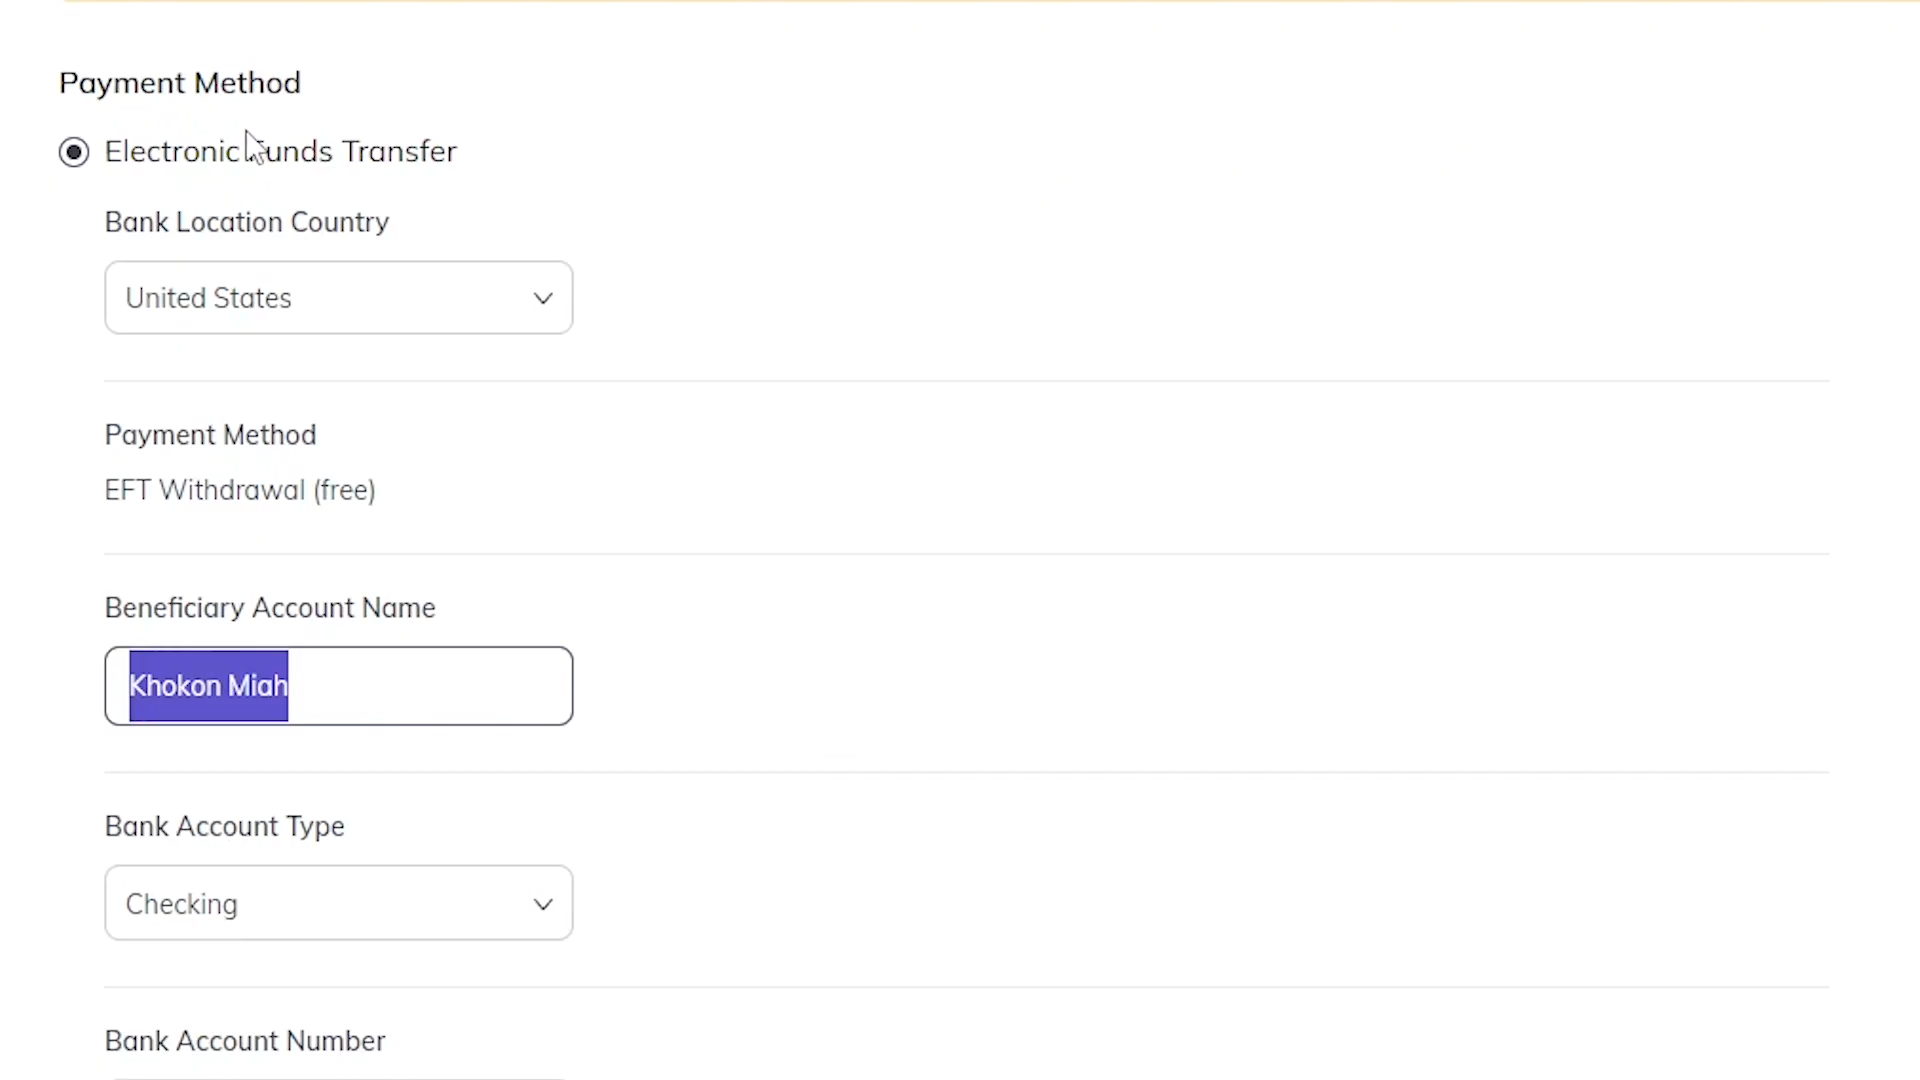 Payment Method
Electronic Funds Transfer
Bank Location Country
United States
Payment Method
EFT Withdrawal (free)
Beneficiary Account Name
Khokon Miah
Bank Account Type
Checking
Bank Account Number